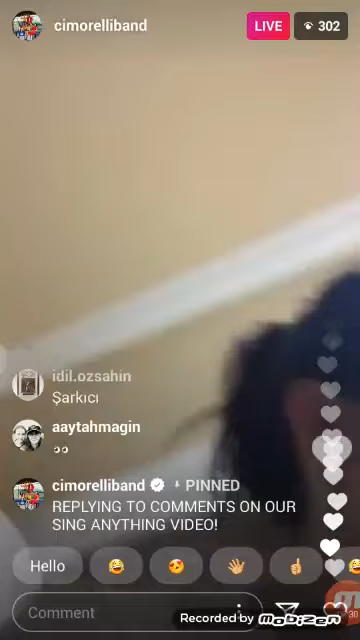 cimorelliband
LIVE
302
idil.ozsahin
Şarkıcı
aaytahmagin
cimorelliband PINNED
REPLYING TO COMMENTS ON OUR
SING ANYTHING VIDEO!
Hello
Comment
Recorded by mobizen